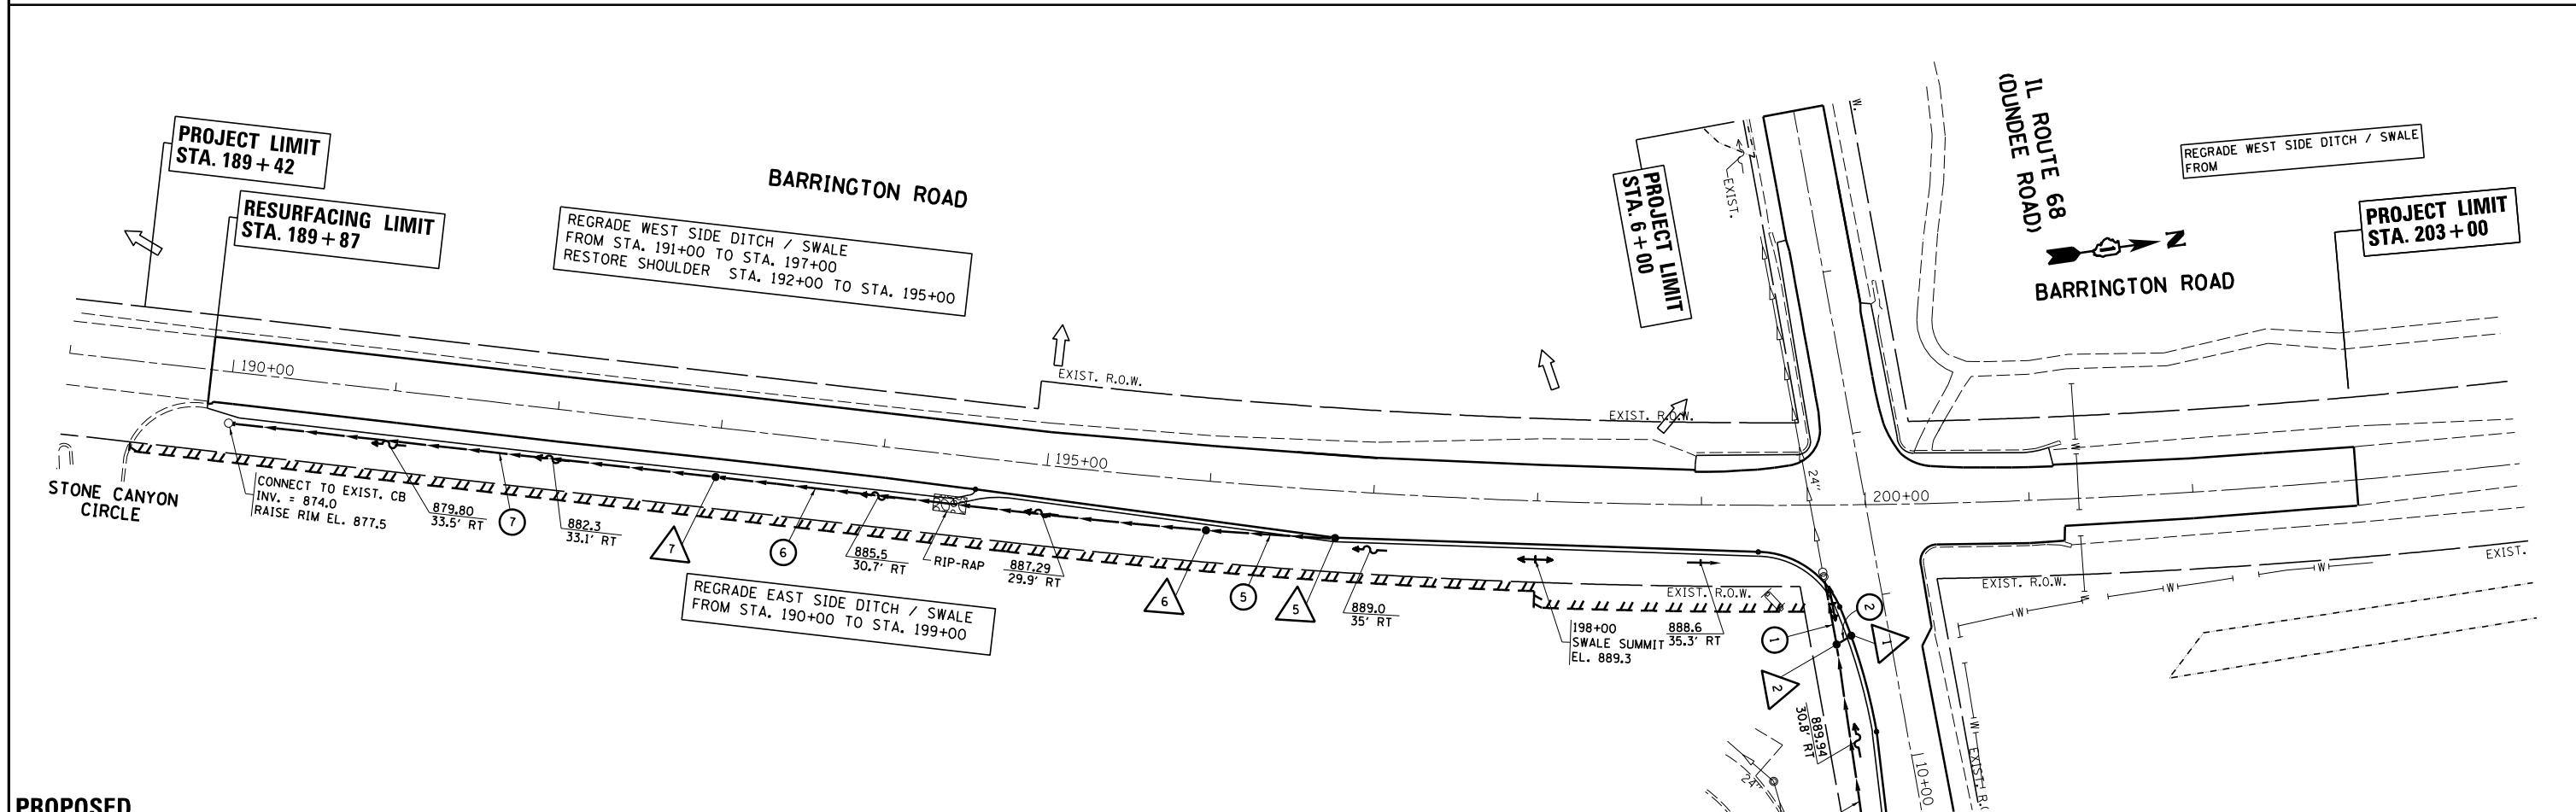 PROJECT LIMIT
STA. 189+42
RESURFACING LIMIT
STA. 189+87
BARRINGTON ROAD
REGRADE WEST SIDE DITCH / SWALE
FROM STA. 191+00 TO STA. 197+00
RESTORE SHOULDER STA. 192+00 TO STA. 195+00
PROJECT LIMIT
STA. 6+00
EXIST.
W.
IL ROUTE 68
(DUNDEE ROAD)
N
BARRINGTON ROAD
REGRADE WEST SIDE DITCH / SWALE
FROM
PROJECT LIMIT
STA. 203+00
EXIST. R.O.W.
EXIST. R.O.W.
190+00
195+00
200+00
24"
W
W
STONE CANYON
CIRCLE
CONNECT TO EXIST. CB
INV. = 874.0
RAISE RIM EL. 877.5
879.80
33.5' RT
7
882.3
33.1' RT
7
6
885.5
30.7' RT
RIP-RAP
887.29
29.9' RT
6
5
5
889.0
35' RT
REGRADE EAST SIDE DITCH / SWALE
FROM STA. 190+00 TO STA. 199+00
198+00
SWALE SUMMIT
EL. 889.3
888.6
35.3' RT
EXIST. R.O.W.
1
2
1
2
889.94
30.8' RT
24"
10+00
EXIST. R.O.W.
EXIST.
W
W
W
W
W
EXIST. R.O
PROPOSED